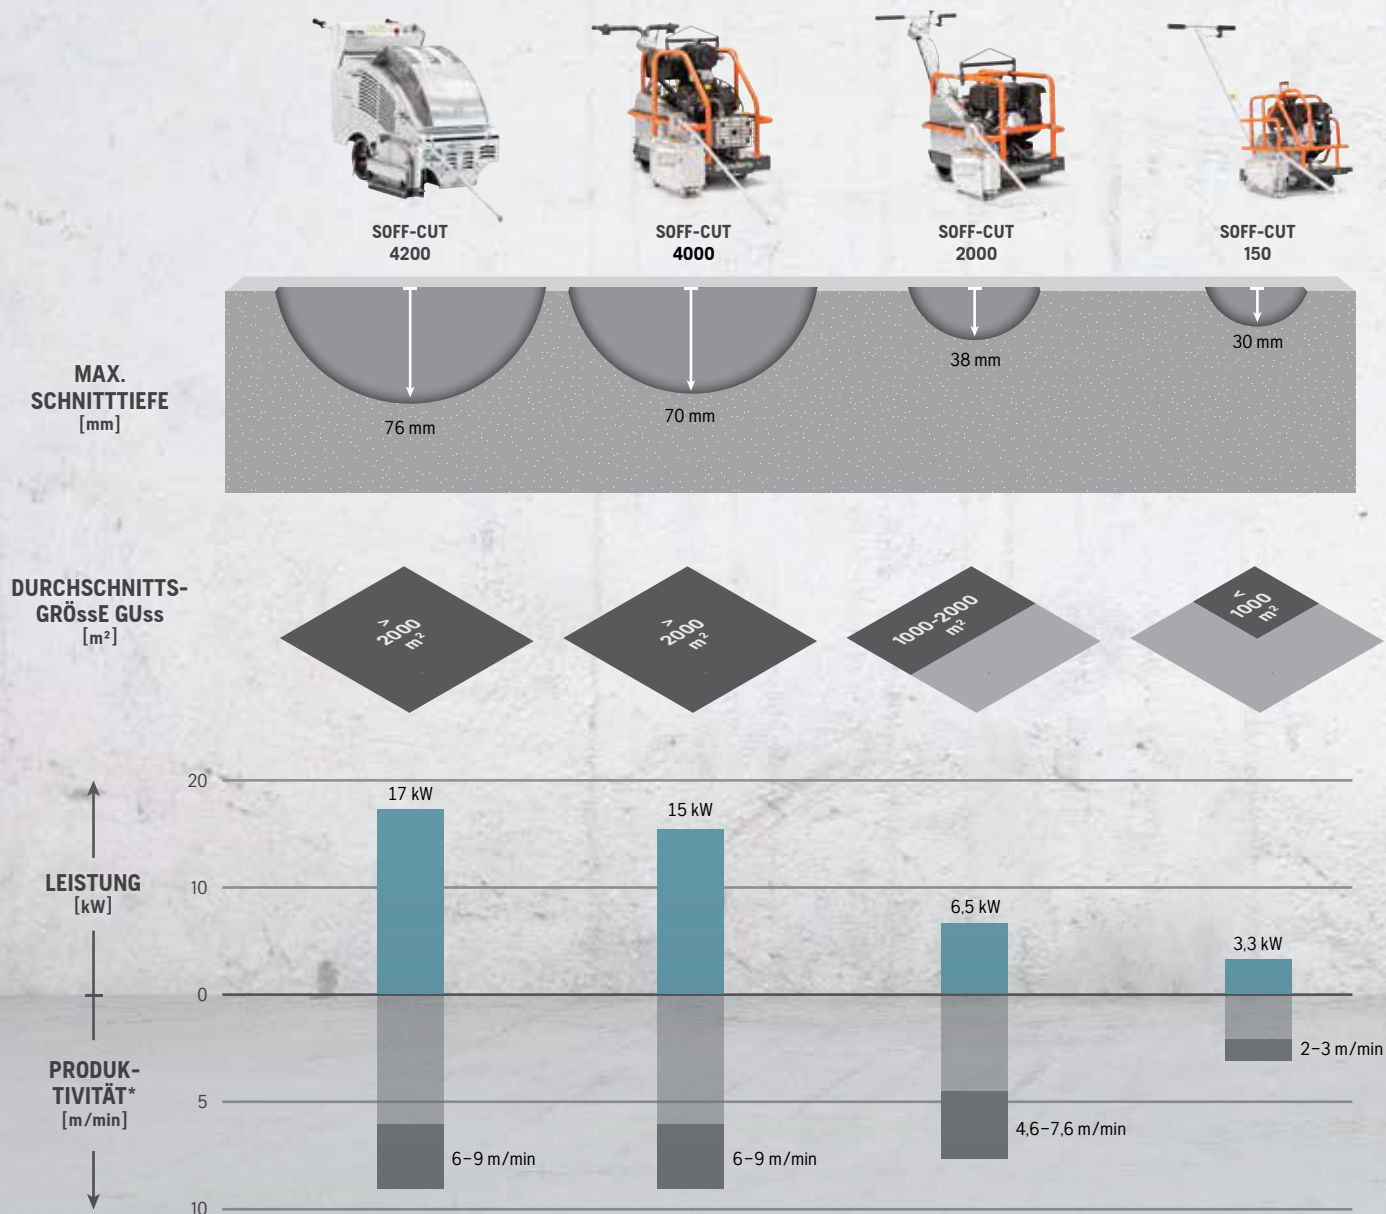 SOFF-CUT
4200
SOFF-CUT
4000
SOFF-CUT
2000
SOFF-CUT
150
MAX.
SCHNITTTIEFE
[mm]
76 mm
70 mm
38 mm
30 mm
DURCHSCHNITTS-
GRÖssE GUss
[m²]
>
2000
m²
>
2000
m²
1000-2000
m²
<
1000
m²
20
10
0
5
10
LEISTUNG
[kW]
17 kW
15 kW
6,5 kW
3,3 kW
PRODUK-
TIVITÄT*
[m/min]
6–9 m/min
6–9 m/min
4,6–7,6 m/min
2–3 m/min